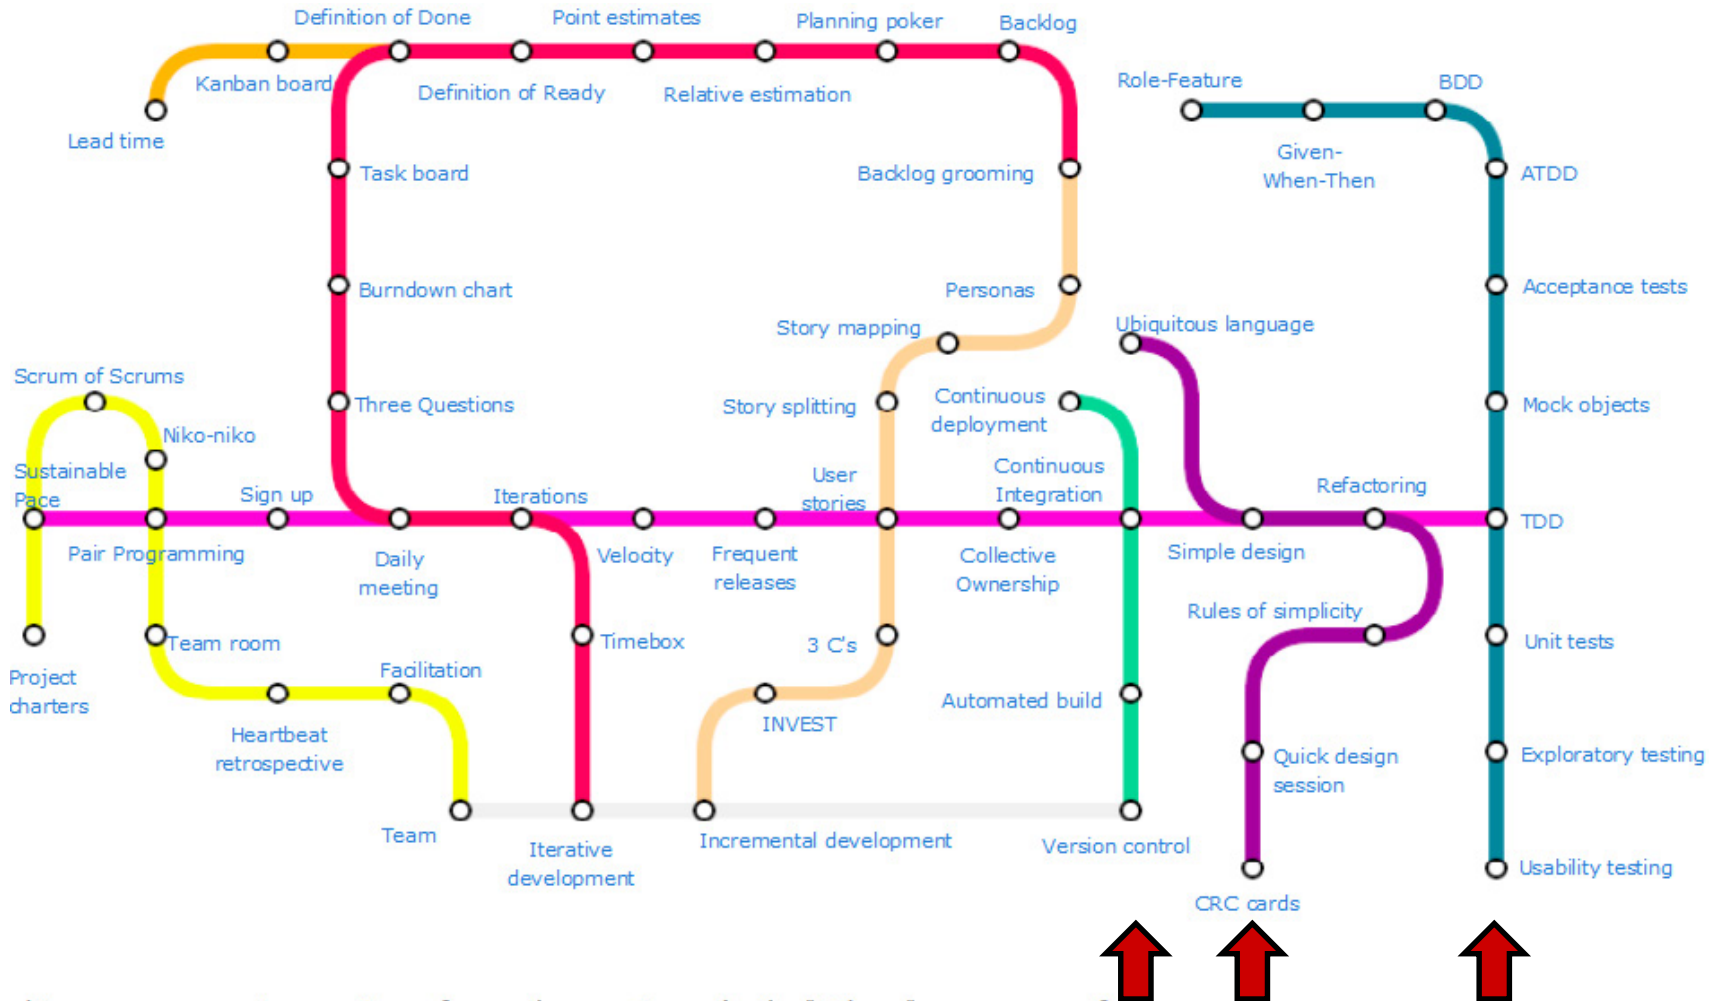 Definition of Done
Point estimates
Planning poker
Backlog
Kanban board
Definition of Ready
Relative estimation
Role-Feature
BDD
Lead time
Given-
When-Then
Task board
Backlog grooming
ATDD
Burndown chart
Personas
Acceptance tests
Story mapping
Ubiquitous language
Scrum of Scrums
Three Questions
Story splitting
Continuous
deployment
Mock objects
Niko-niko
Sustainable
Pace
Sign up
Iterations
User
stories
Continuous
Integration
Refactoring
TDD
Pair Programming
Daily
meeting
Velocity
Frequent
releases
Collective
Ownership
Simple design
Rules of simplicity
Team room
Timebox
3 C's
Unit tests
Project
charters
Facilitation
Automated build
INVEST
Heartbeat
retrospective
Quick design
session
Exploratory testing
Team
Iterative
development
Incremental development
Version control
Usability testing
CRC cards